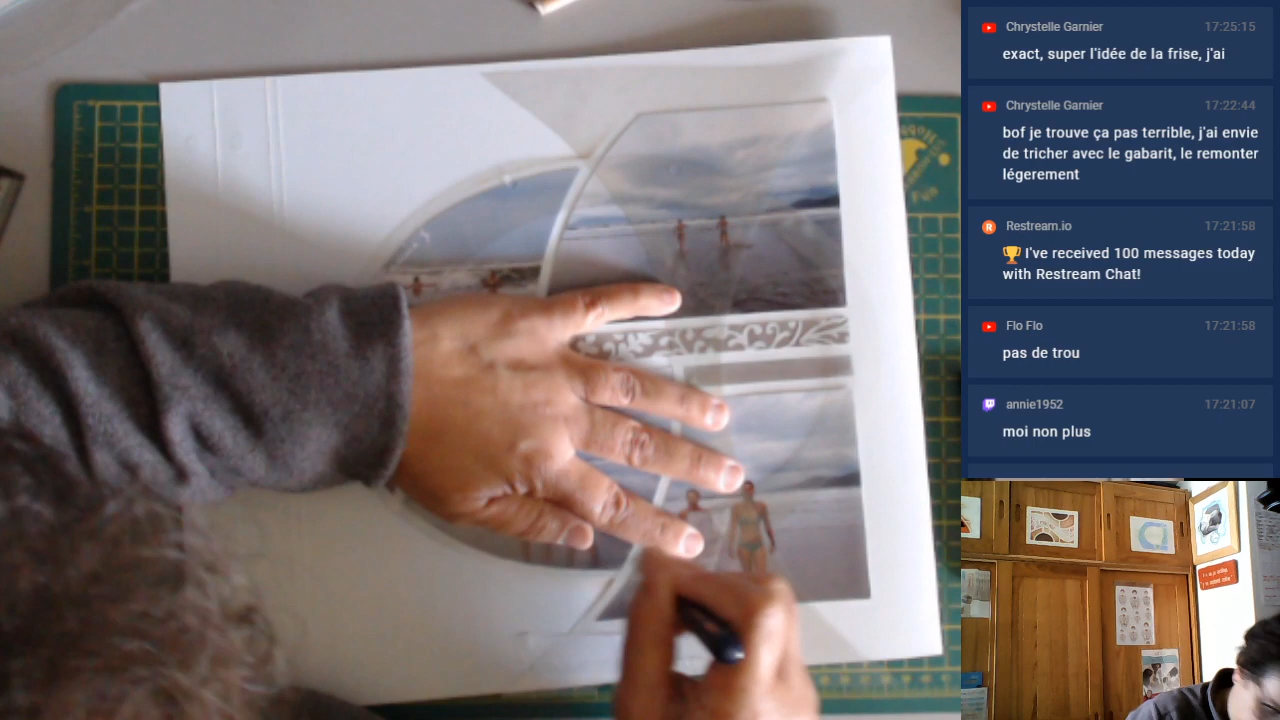 Chrystelle Garnier 17:25:15
exact, super l'idée de la frise, j'ai
Chrystelle Garnier 17:22:44
bof je trouve ça pas terrible, j'ai envie
de tricher avec le gabarit, le remonter
légerement
Restream.io 17:21:58
🏆 I've received 100 messages today
with Restream Chat!
Flo Flo 17:21:58
pas de trou
annie1952 17:21:07
moi non plus